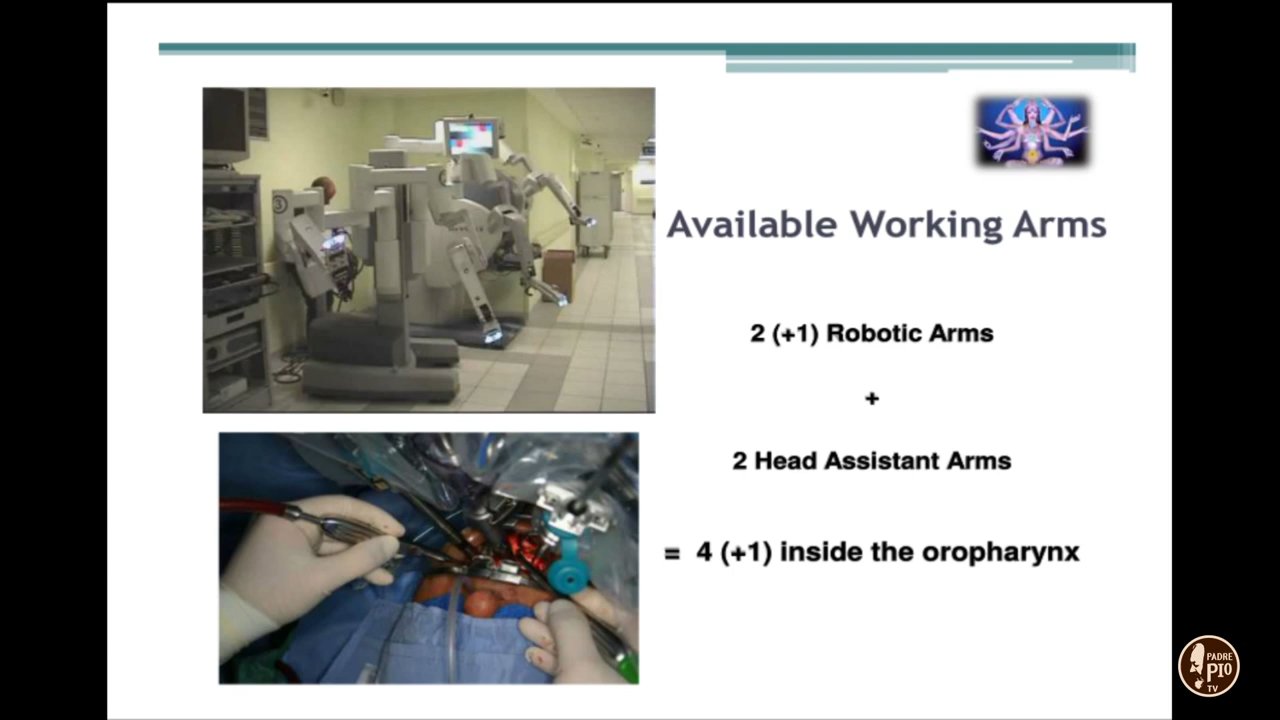 Available Working Arms
2 (+1) Robotic Arms
+
2 Head Assistant Arms
= 4 (+1) inside the oropharynx
3
PADRE
PIO
TV